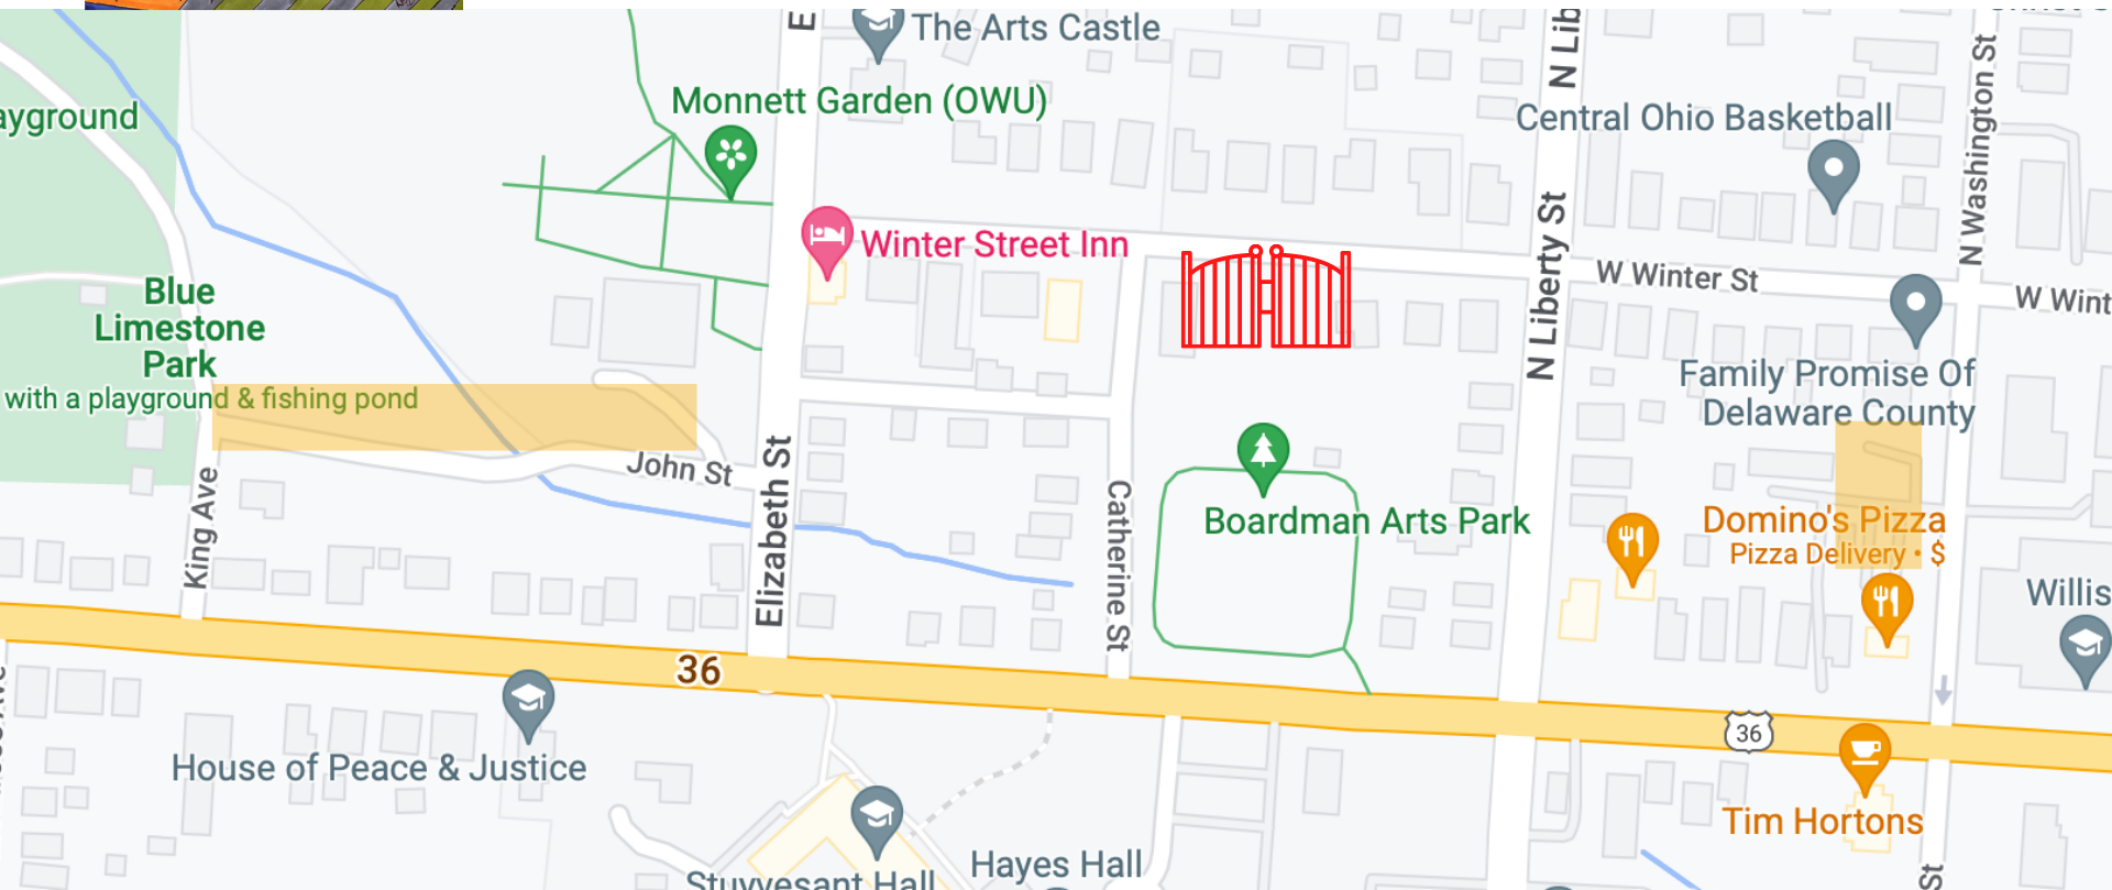 E
The Arts Castle
N Lib
Monnett Garden (OWU)
ayground
Central Ohio Basketball
N Washington St
Winter Street Inn
W Winter St
W Wint
N Liberty St
Blue
Limestone
Park
with a playground & fishing pond
Family Promise Of
Delaware County
John St
Elizabeth St
King Ave
Catherine St
Boardman Arts Park
Domino's Pizza
Pizza Delivery • $
Willis
36
36
House of Peace & Justice
Tim Hortons
Hayes Hall
Stuyvesant Hall
St